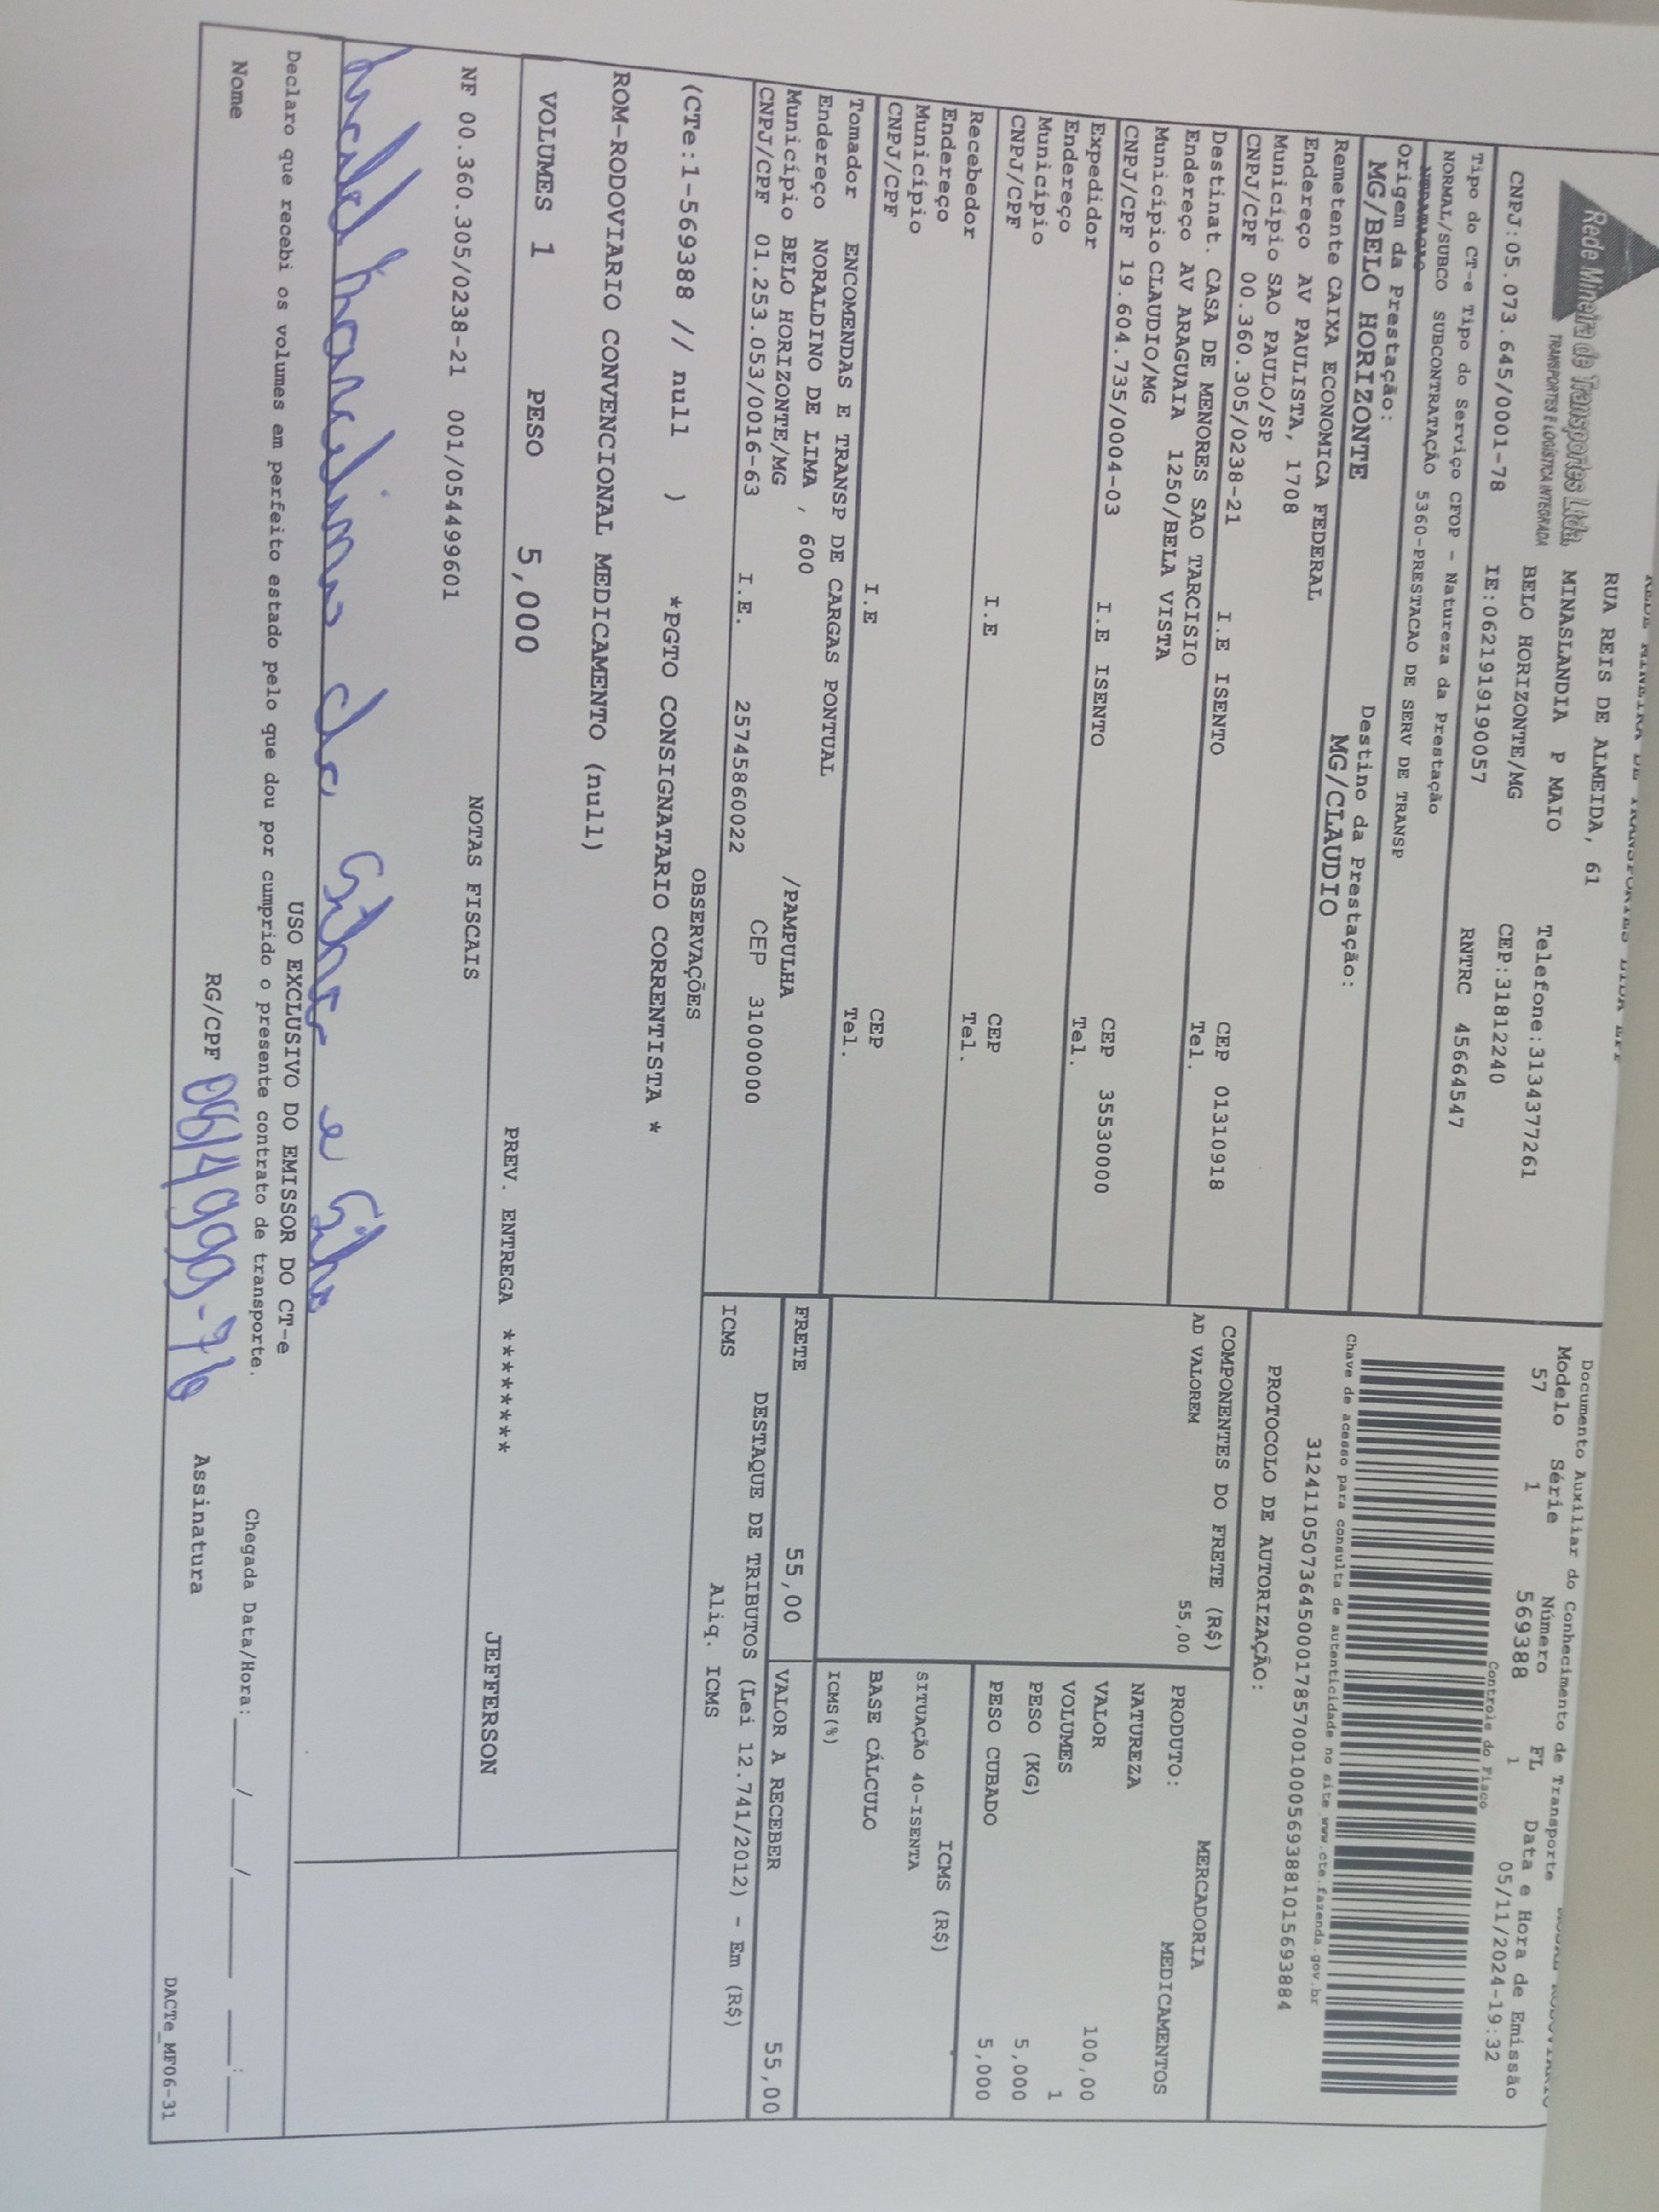 RUA REIS DE ALMEIDA, 61
MINASLANDIA P MAIO
BELO HORIZONTE/MG
Telefone:3134377261
CEP:31812240
Rede Mineira de Transportes Ltda.
TRANSPORTES E LOGÍSTICA INTEGRADA
CNPJ:05.073.645/0001-78 IE:0621919190057 RNTRC 45664547
Documento Auxiliar do Conhecimento de Transporte
Modelo Série Número FL Data e Hora de Emissão
57 1 569388 1 05/11/2024-19:32
Controle do Fisco
Chave de acesso para consulta de autenticidade no site www.cte.fazenda.gov.br
PROTOCOLO DE AUTORIZAÇÃO:
Tipo do CT-e Tipo do Serviço CFOP - Natureza da Prestação
NORMAL/SUBCO SUBCONTRATAÇÃO 5360-PRESTACAO DE SERV DE TRANSP
Origem da Prestação: Destino da Prestação:
MG/BELO HORIZONTE MG/CLAUDIO
Remetente CAIXA ECONOMICA FEDERAL
Endereço AV PAULISTA, 1708
Município SAO PAULO/SP CEP 01310918
CNPJ/CPF 00.360.305/0238-21 I.E ISENTO Tel.
Destinat. CASA DE MENORES SAO TARCISIO
Endereço AV ARAGUAIA 1250/BELA VISTA
Município CLAUDIO/MG CEP 35530000
CNPJ/CPF 19.604.735/0004-03 I.E ISENTO Tel.
Expedidor
Endereço
Município CEP
CNPJ/CPF I.E Tel.
Recebedor
Endereço
Município CEP
CNPJ/CPF I.E Tel.
Tomador ENCOMENDAS E TRANSP DE CARGAS PONTUAL
Endereço NORALDINO DE LIMA , 600 /PAMPULHA
Município BELO HORIZONTE/MG CEP 31000000
CNPJ/CPF 01.253.053/0016-63 I.E. 25745860022
COMPONENTES DO FRETE (R$)
AD VALOREM 55,00
MERCADORIA
PRODUTO: MEDICAMENTOS
NATUREZA
VALOR 100,00
VOLUMES 1
PESO (KG) 5,000
PESO CUBADO 5,000
ICMS (R$)
SITUAÇÃO 40-ISENTA
BASE CÁLCULO
ICMS(%)
FRETE 55,00 VALOR A RECEBER 55,00
DESTAQUE DE TRIBUTOS (Lei 12.741/2012) - Em (R$)
ICMS Aliq. ICMS
OBSERVAÇÕES
(CTe:1-569388 // null ) *PGTO CONSIGNATARIO CORRENTISTA *
ROM-RODOVIARIO CONVENCIONAL MEDICAMENTO (null)
VOLUMES 1 PESO 5,000 PREV. ENTREGA ******** JEFFERSON
NOTAS FISCAIS
NF 00.360.305/0238-21 001/054499601
de Silva e Silva
USO EXCLUSIVO DO EMISSOR DO CT-e
Declaro que recebi os volumes em perfeito estado pelo que dou por cumprido o presente contrato de transporte.
Chegada Data/Hora:____/____/______ ___:___
Nome RG/CPF Assinatura
DACTe_MF06-31